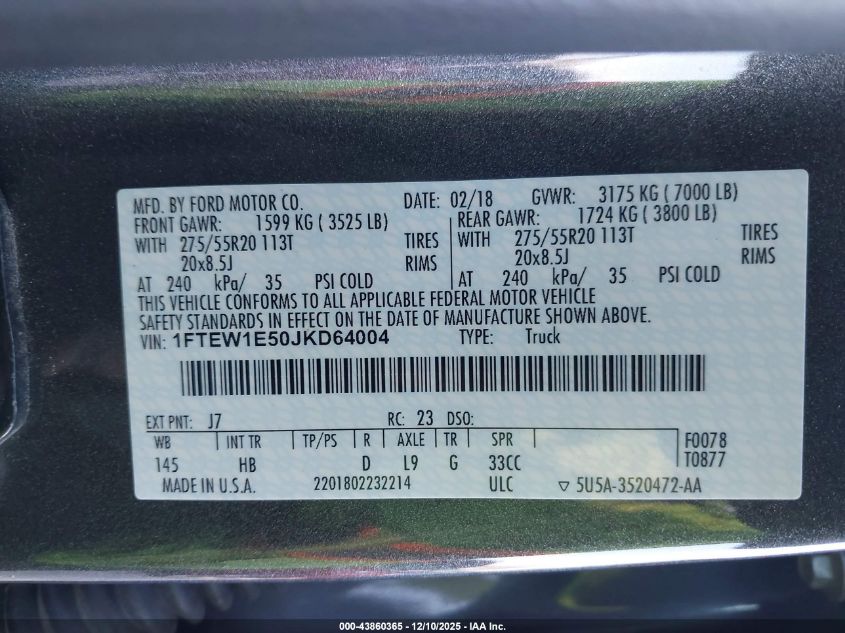 MFD. BY FORD MOTOR CO. DATE: 02/18 GVWR: 3175 KG ( 7000 LB)
FRONT GAWR: 1599 KG ( 3525 LB) REAR GAWR: 1724 KG ( 3800 LB)
WITH 275/55R20 113T TIRES WITH 275/55R20 113T TIRES
20x8.5J RIMS 20x8.5J RIMS
AT 240 kPa/ 35 PSI COLD AT 240 kPa/ 35 PSI COLD
THIS VEHICLE CONFORMS TO ALL APPLICABLE FEDERAL MOTOR VEHICLE
SAFETY STANDARDS IN EFFECT ON THE DATE OF MANUFACTURE SHOWN ABOVE.
VIN: 1FTEW1E50JKD64004 TYPE: Truck
EXT PNT: J7 RC: 23 DSO:
WB INT TR TP/PS R AXLE TR SPR F0078
145 HB D L9 G 33CC T0877
MADE IN U.S.A. 2201802232214 ULC ▽ 5U5A-3520472-AA
000-43860365 - 12/10/2025 - IAA Inc.